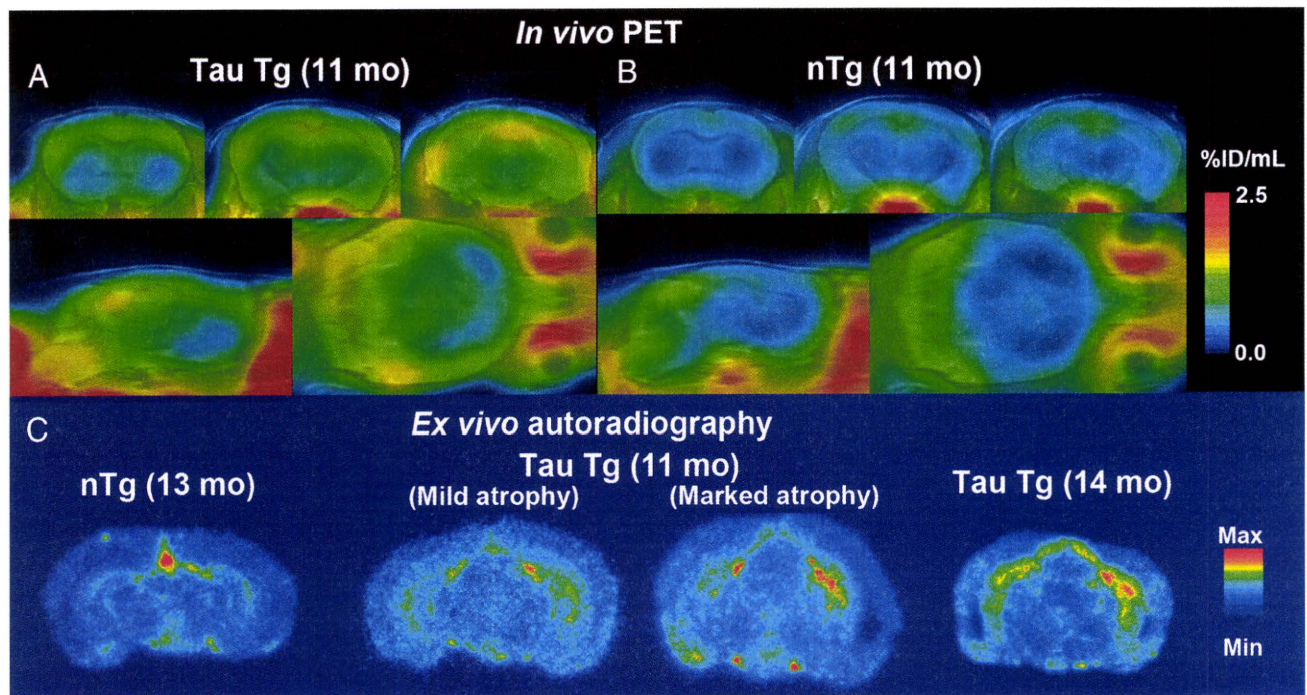 In vivo PET
A
Tau Tg (11 mo)
B
nTg (11 mo)
%ID/mL
2.5
0.0
C
Ex vivo autoradiography
nTg (13 mo)
Tau Tg (11 mo)
(Mild atrophy)
(Marked atrophy)
Tau Tg (14 mo)
Max
Min